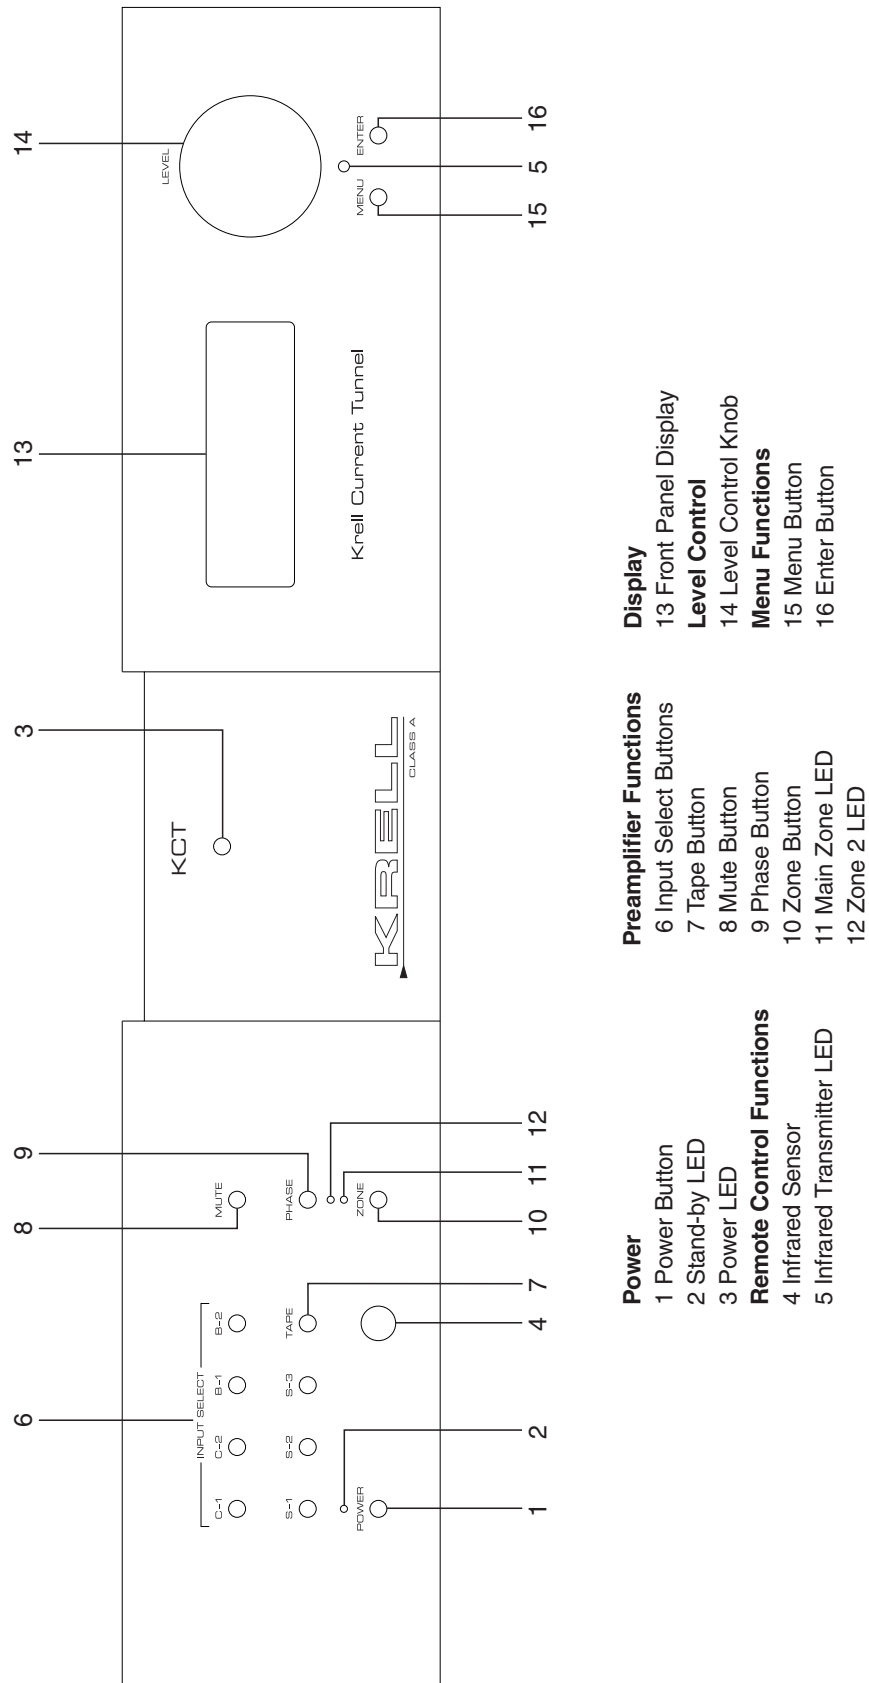 6
8
9
3
13
14
INPUT SELECT
C-1
C-2
B-1
B-2
MUTE
S-1
S-2
S-3
TAPE
PHASE
POWER
ZONE
KCT
KRELL
CLASS A
Krell Current Tunnel
LEVEL
MENU
ENTER
1
2
4
7
10
11
12
15
5
16
Power
1 Power Button
2 Stand-by LED
3 Power LED
Remote Control Functions
4 Infrared Sensor
5 Infrared Transmitter LED
Preamplifier Functions
6 Input Select Buttons
7 Tape Button
8 Mute Button
9 Phase Button
10 Zone Button
11 Main Zone LED
12 Zone 2 LED
Display
13 Front Panel Display
Level Control
14 Level Control Knob
Menu Functions
15 Menu Button
16 Enter Button